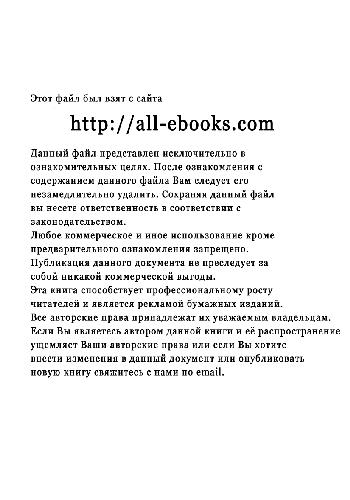 Этот файл был взят с сайта
http://all-ebooks.com
Данный файл представлен исключительно в
ознакомительных целях. После ознакомления с
содержанием данного файла Вам следует его
незамедлительно удалить. Сохраняя данный файл
вы несете ответственность в соответствии с
законодательством.
Любое коммерческое и иное использование кроме
предварительного ознакомления запрещено.
Публикация данного документа не преследует за
собой никакой коммерческой выгоды.
Эта книга способствует профессиональному росту
читателей и является рекламой бумажных изданий.
Все авторские права принадлежат их уважаемым владельцам.
Если Вы являетесь автором данной книги и её распространение
ущемляет Ваши авторские права или если Вы хотите
внести изменения в данный документ или опубликовать
новую книгу свяжитесь с нами по email.